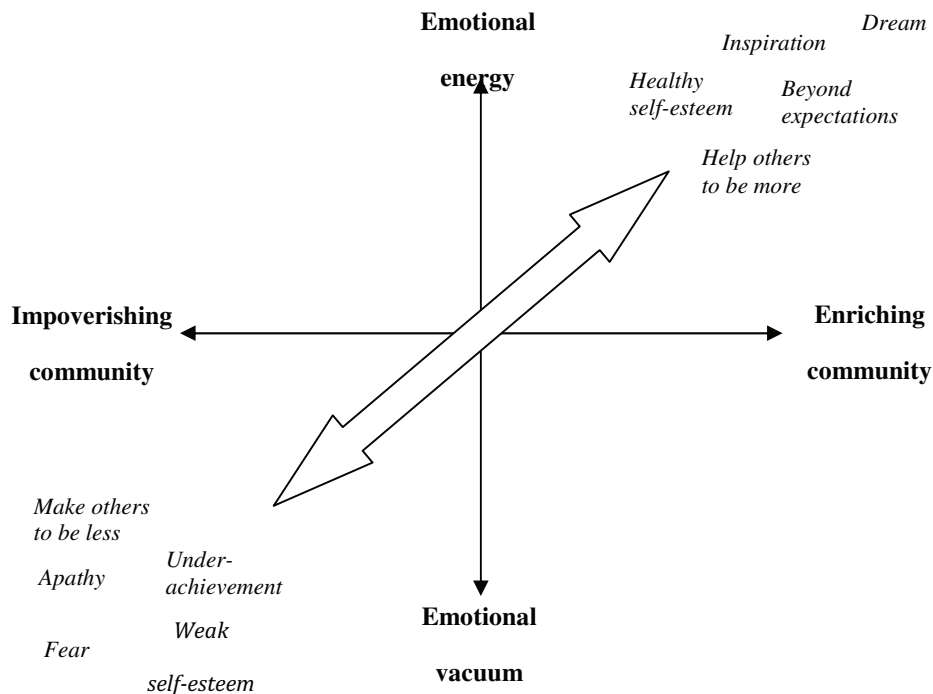 Emotional
energy
Dream
Inspiration
Healthy
self-esteem
Beyond
expectations
Help others
to be more
Impoverishing
community
Enriching
community
Make others
to be less
Apathy
Under-
achievement
Fear
Weak
self-esteem
Emotional
vacuum